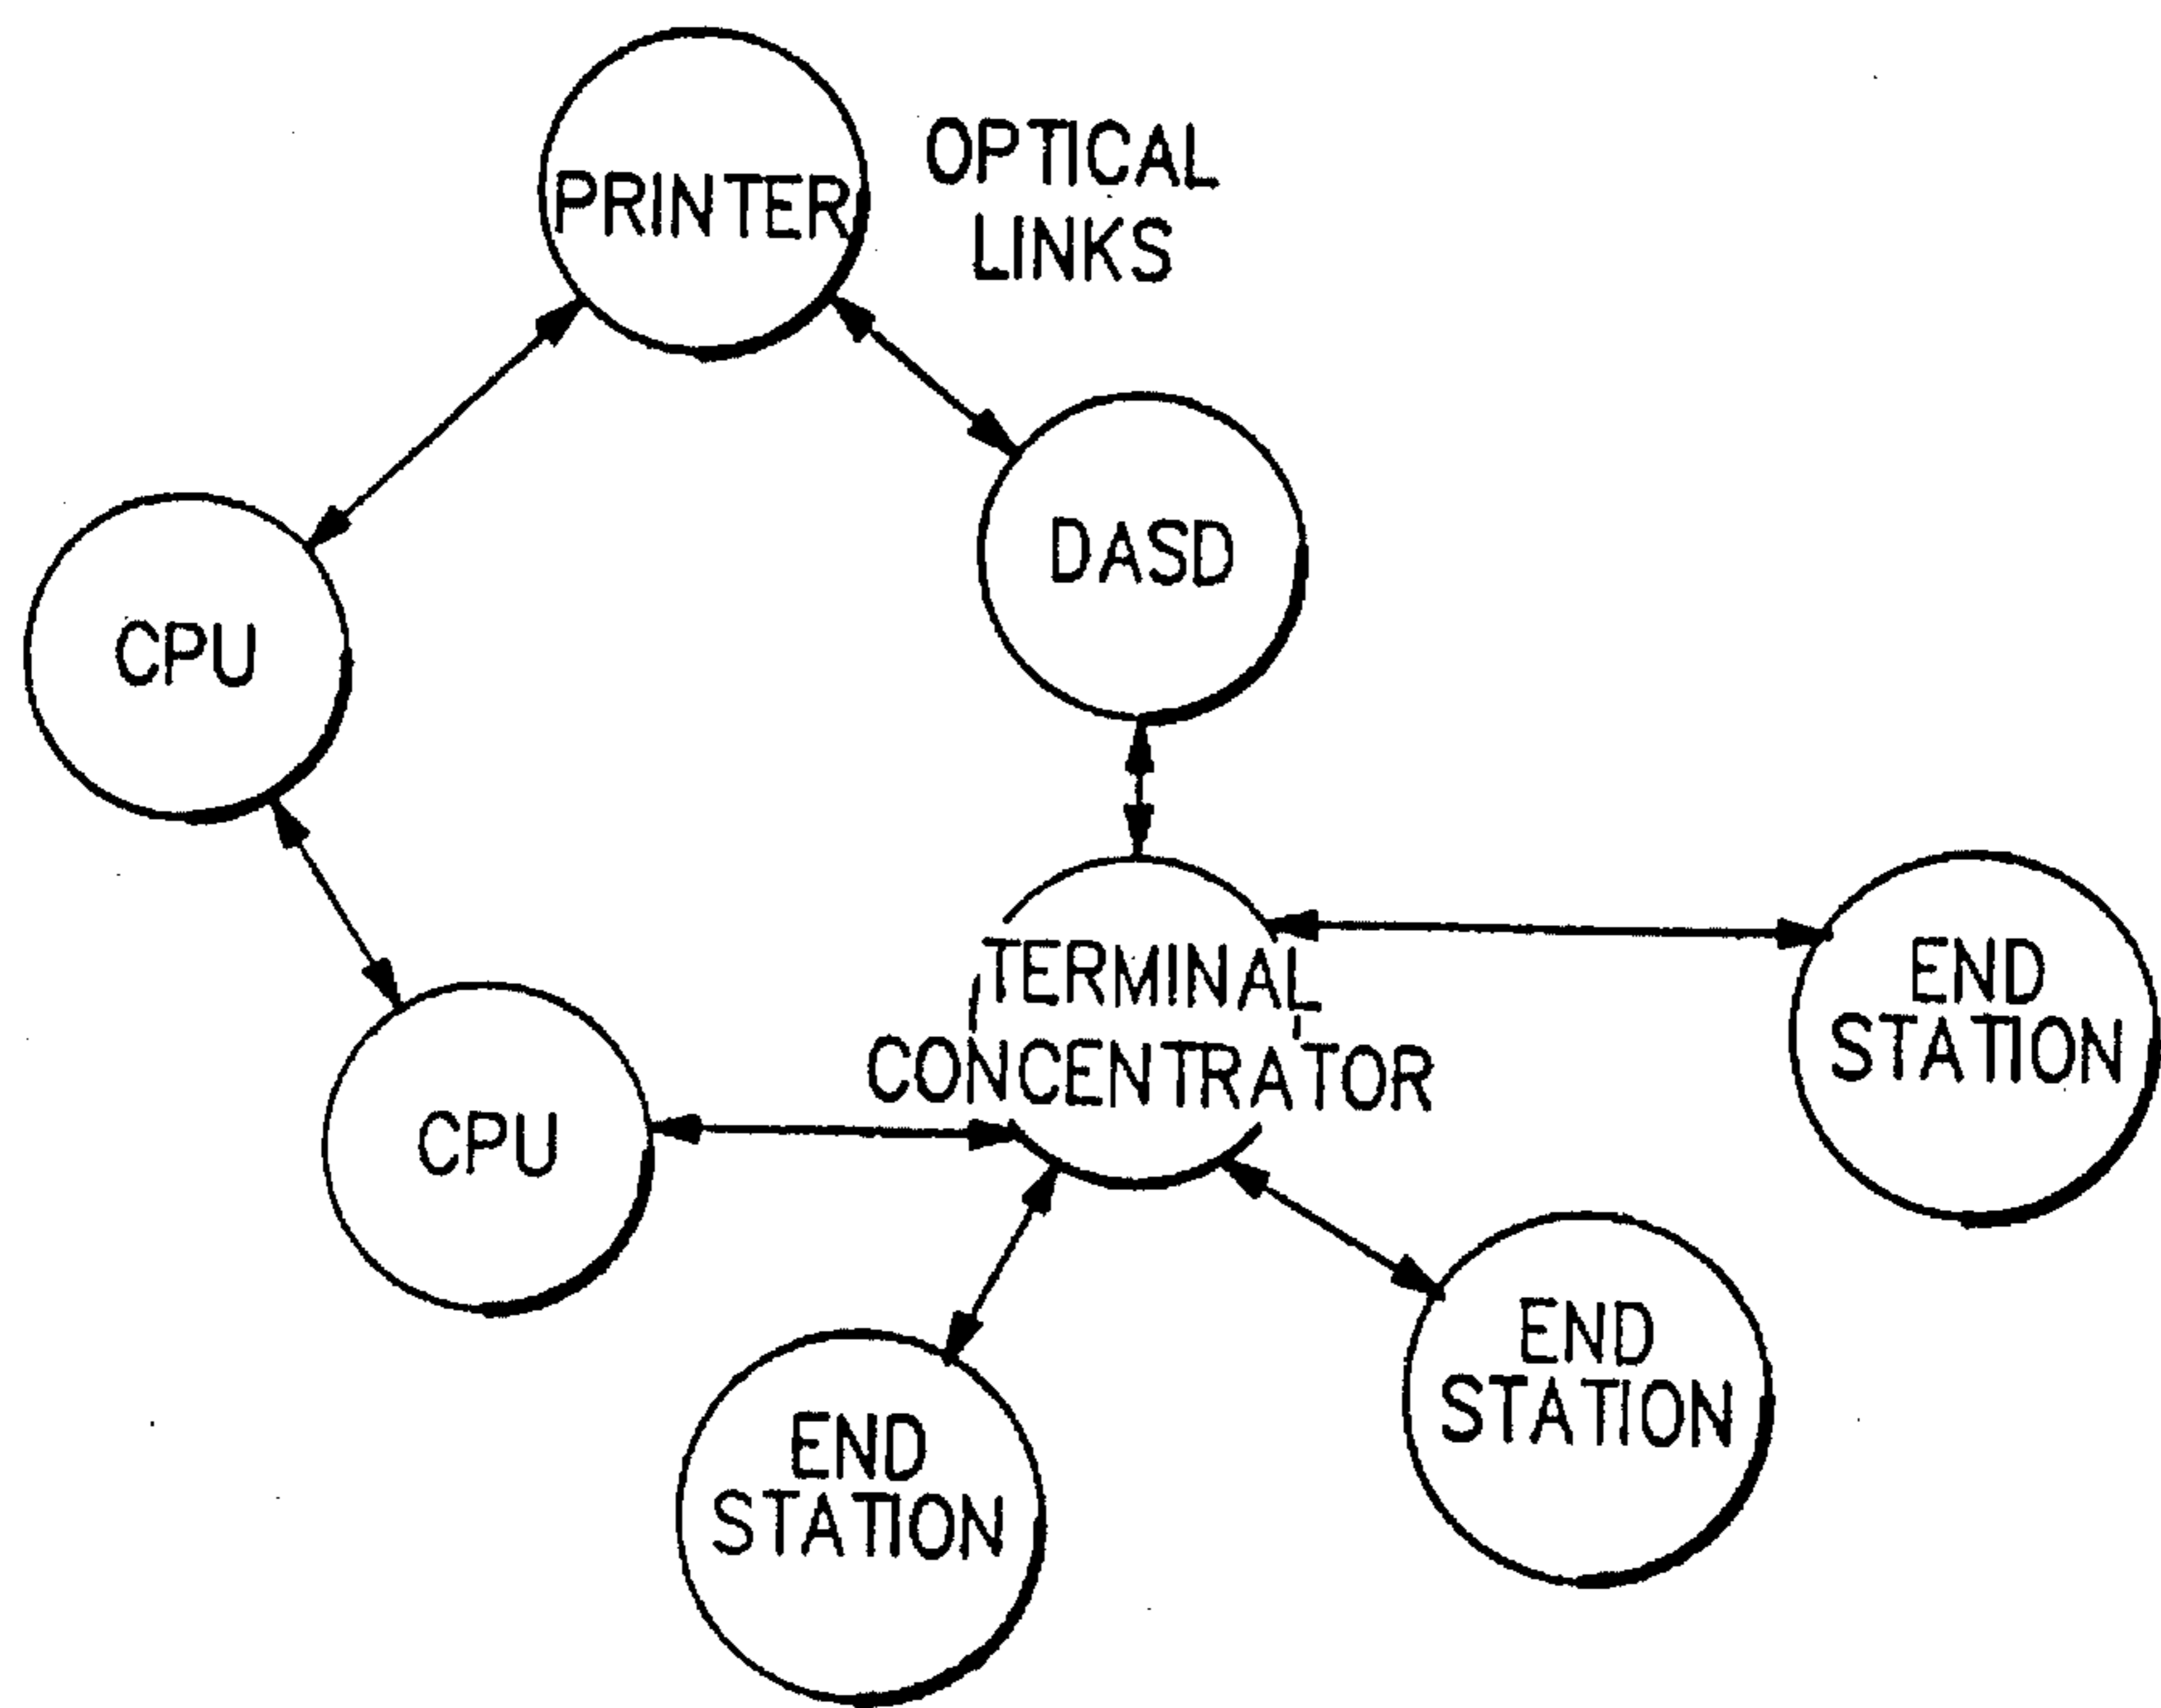 PRINTER
OPTICAL
LINKS
DASD
CPU
TERMINAL
CONCENTRATOR
END
STATION
CPU
END
STATION
END
STATION